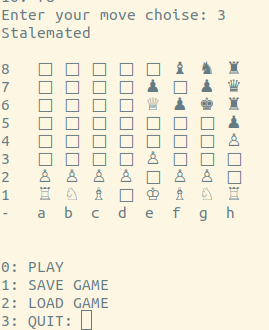 Enter your move choise: 3
Stalemated
8 □ □ □ □ □ ♝ ♞ ♜
7 □ □ □ □ ♟ □ ♟ ♛
6 □ □ □ □ ♕ ♟ ♚ ♜
5 □ □ □ □ □ □ □ ♟
4 □ □ □ □ □ □ □ ♙
3 □ □ □ □ ♙ □ □ □
2 ♙ ♙ ♙ ♙ □ ♙ ♙ □
1 ♖ ♘ ♗ □ ♔ ♗ ♘ ♖
- a b c d e f g h
0: PLAY
1: SAVE GAME
2: LOAD GAME
3: QUIT: